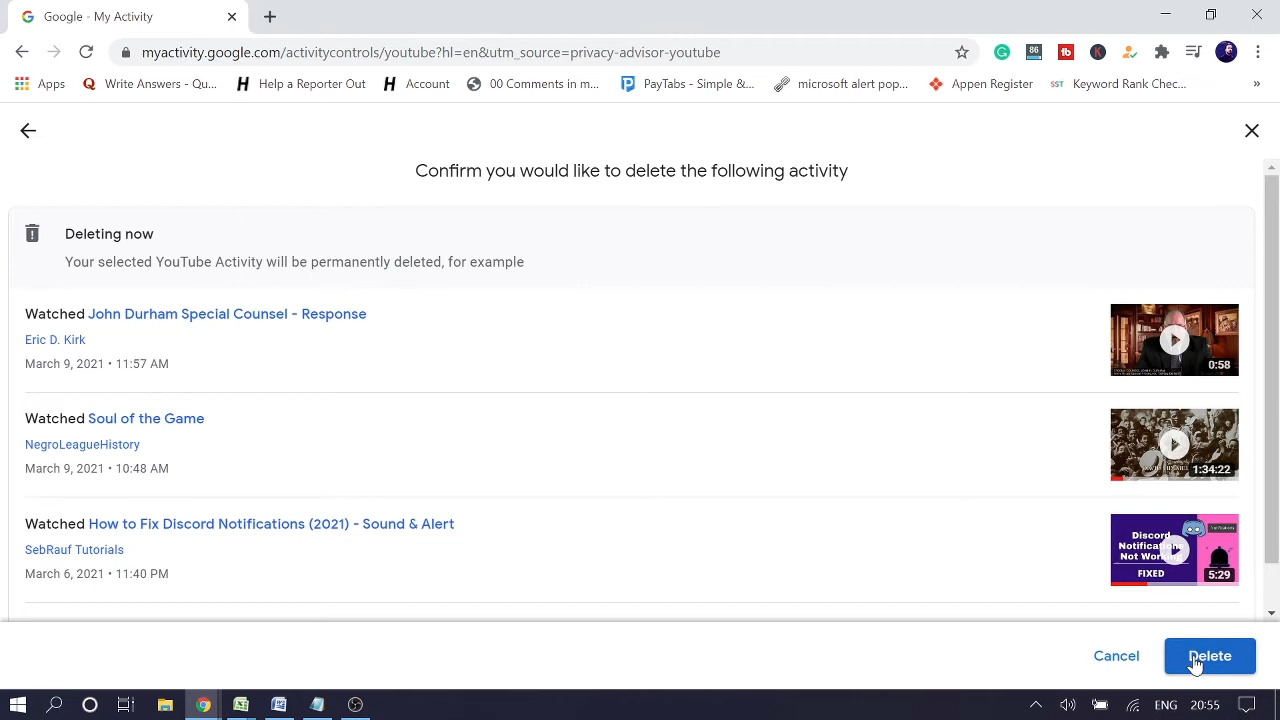 Google - My Activity
myactivity.google.com/activitycontrols/youtube?hl=en&utm_source=privacy-advisor-youtube
86
fb
K
Apps
Write Answers - Qu...
Help a Reporter Out
Account
00 Comments in m...
PayTabs - Simple &...
microsoft alert pop...
Appen Register
SST
Keyword Rank Chec...
»
Confirm you would like to delete the following activity
Deleting now
Your selected YouTube Activity will be permanently deleted, for example
Watched John Durham Special Counsel - Response
Eric D. Kirk
March 9, 2021 • 11:57 AM
0:58
Watched Soul of the Game
NegroLeagueHistory
March 9, 2021 • 10:48 AM
1:34:22
Watched How to Fix Discord Notifications (2021) - Sound & Alert
SebRauf Tutorials
March 6, 2021 • 11:40 PM
Discord
Notifications
Not Working
FIXED
5:29
Cancel
Delete
ENG
20:55